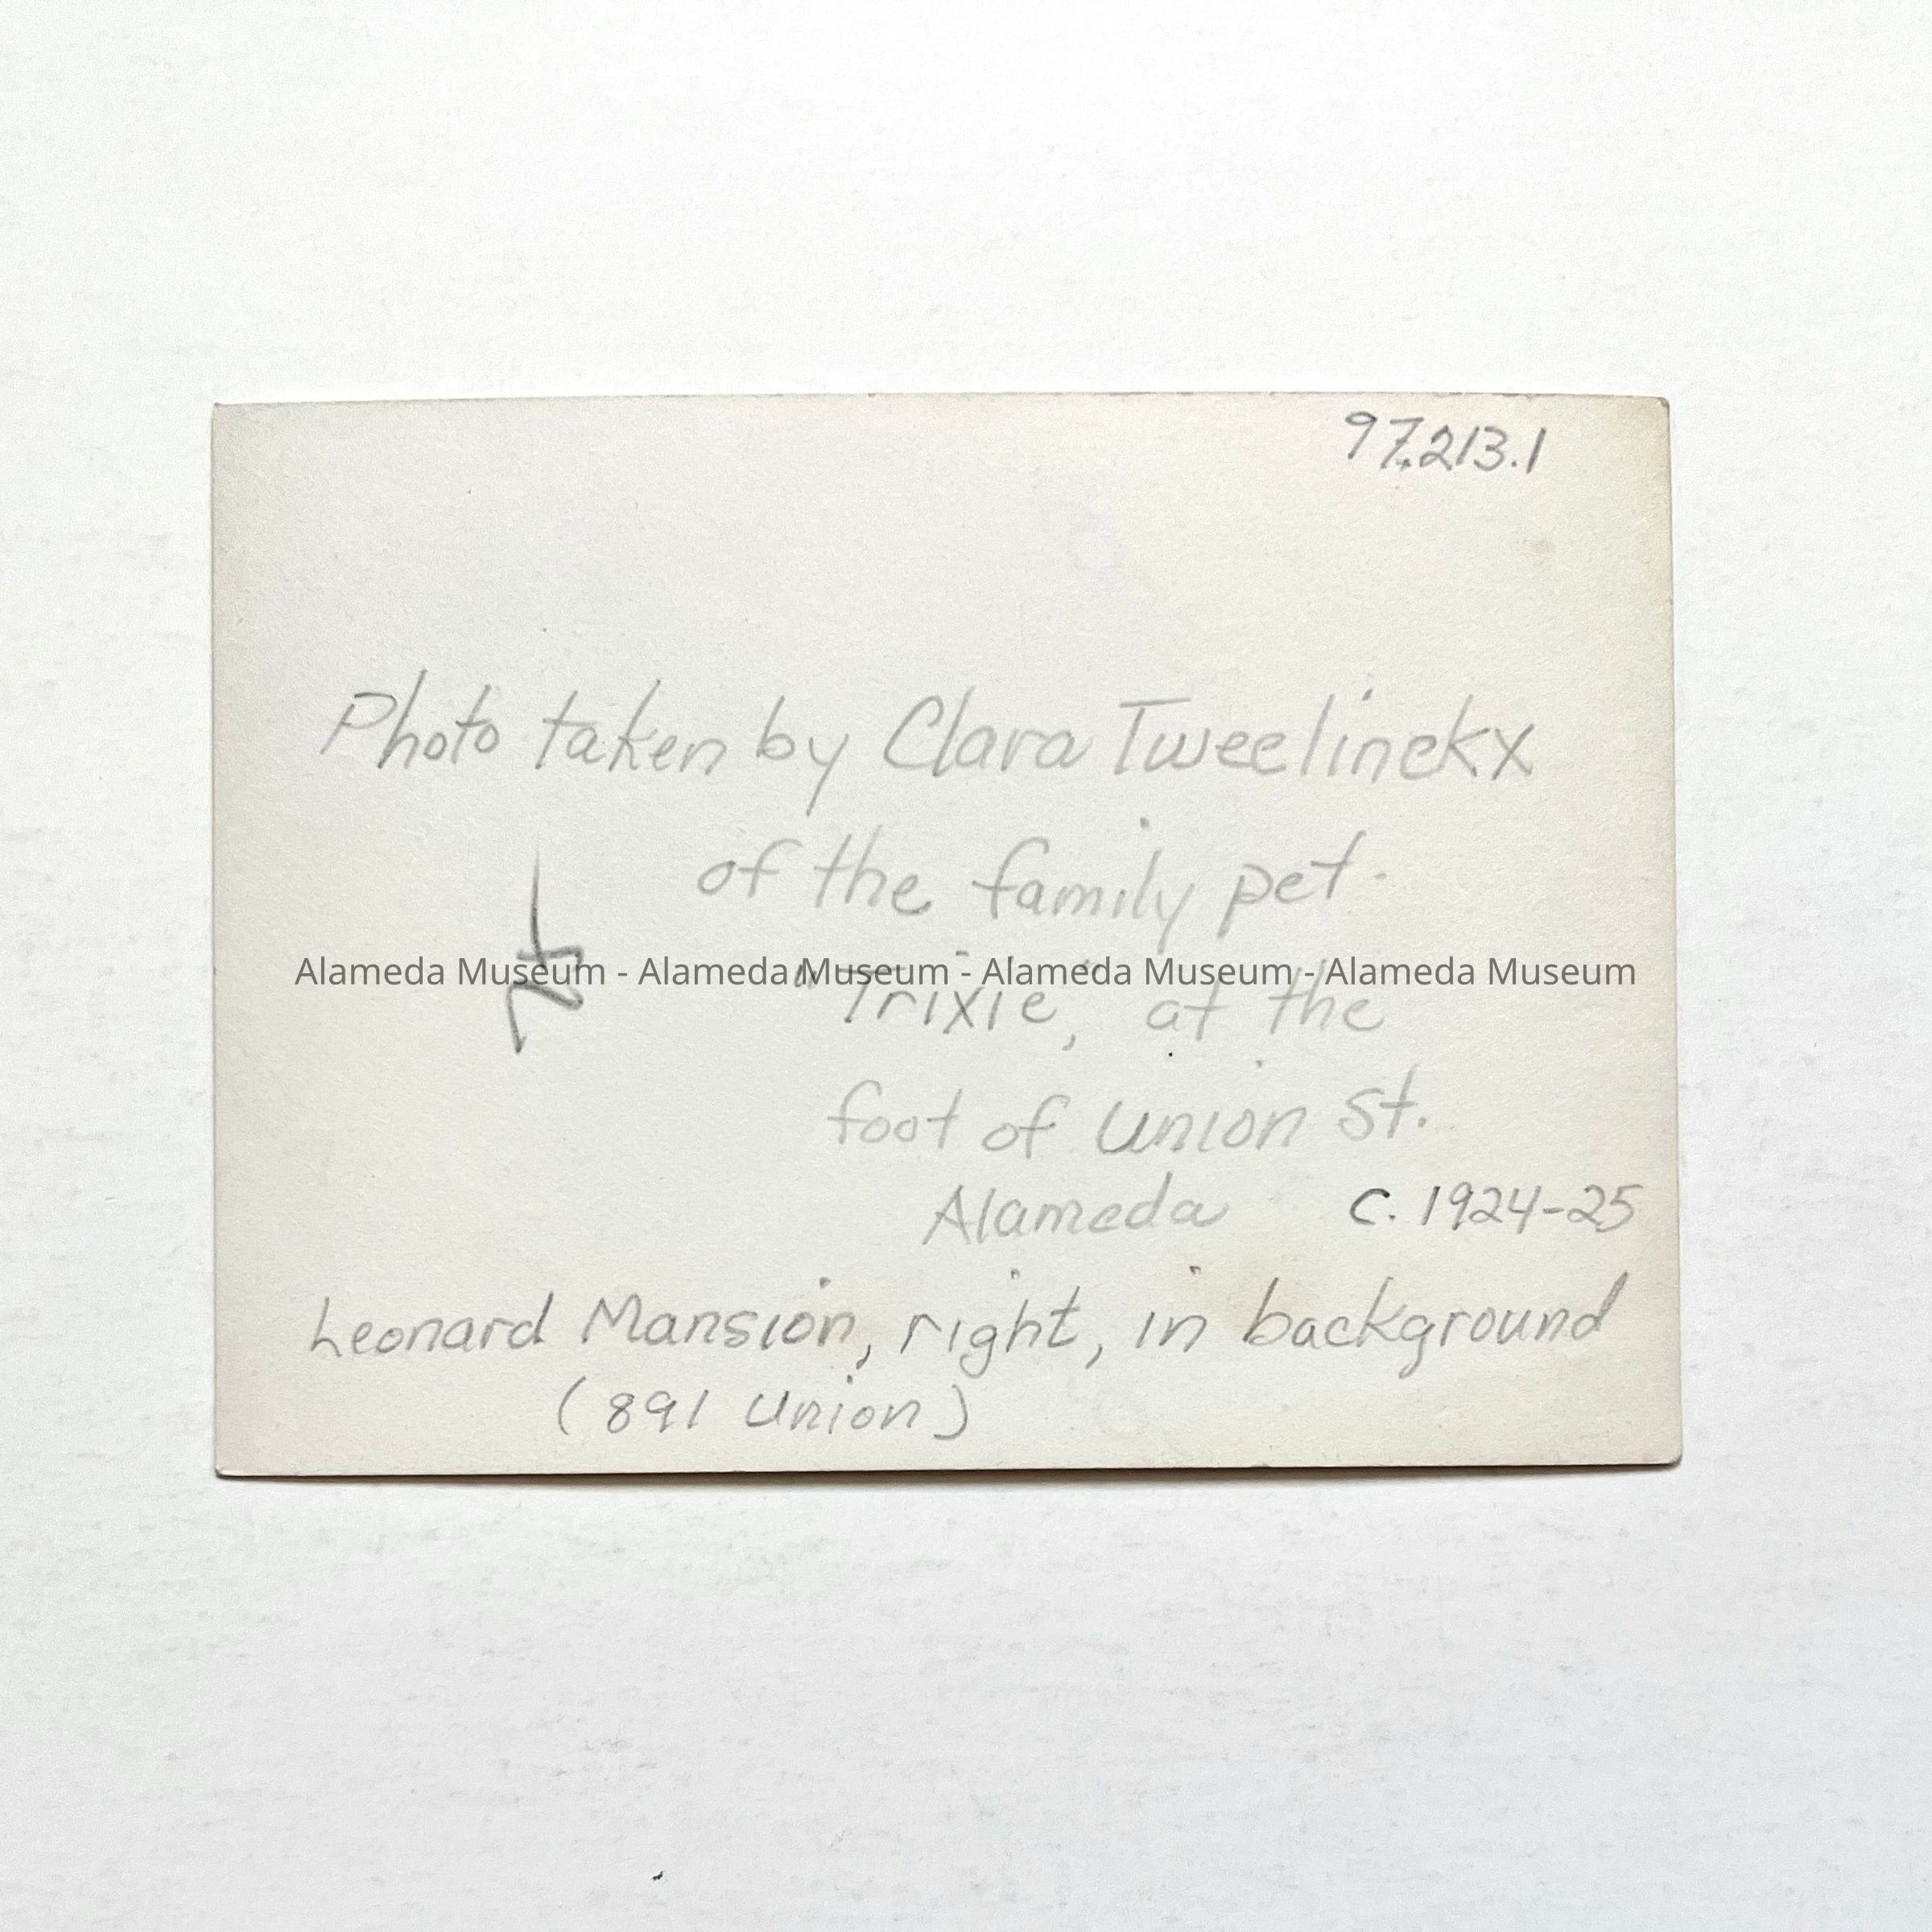 97.213.1
Photo taken by Clara Tweelinckx
of the family pet.
Alameda Museum - Alameda Museum - Alameda Museum - Alameda Museum
"Trixie", at the
foot of Union St.
Alameda c. 1924-25
Leonard Mansion, right, in background
(891 Union)